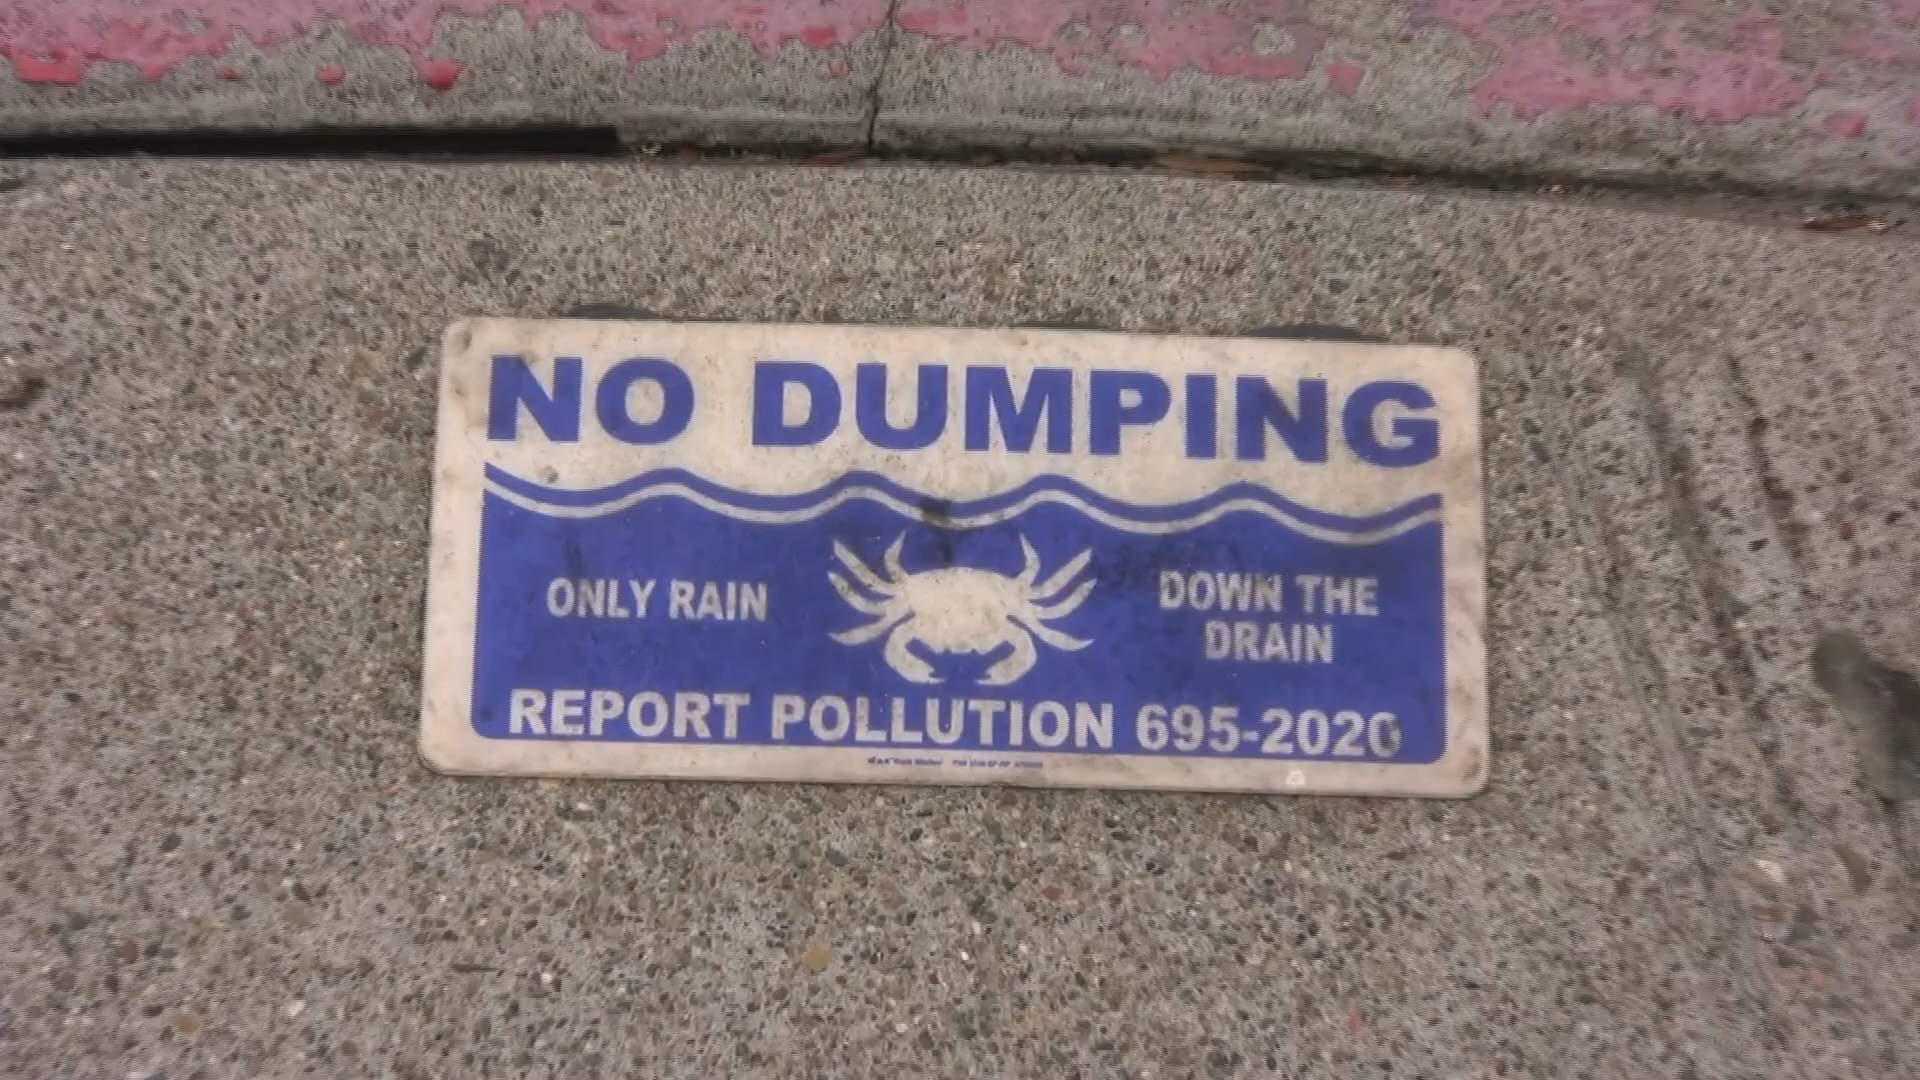 NO DUMPING
ONLY RAIN
DOWN THE
DRAIN
REPORT POLLUTION 695-2020